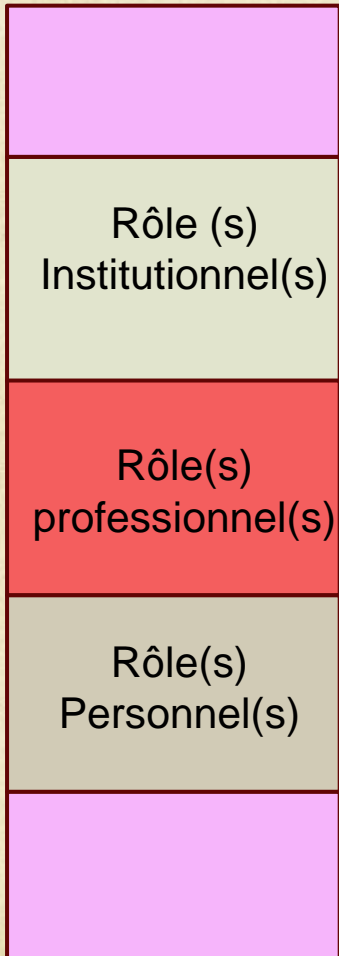 Rôle (s)
Institutionnel(s)
Rôle(s)
professionnel(s)
Rôle(s)
Personnel(s)